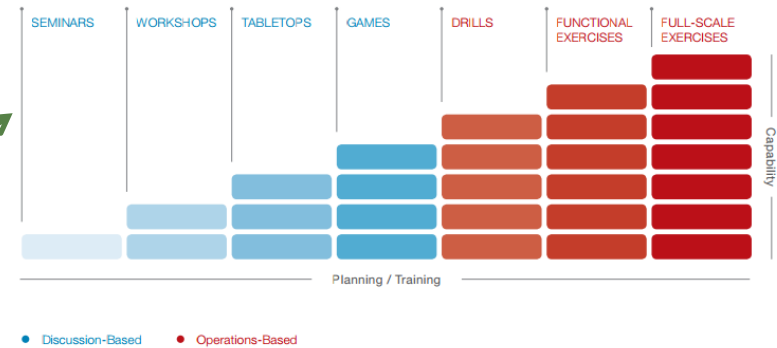 SEMINARS
WORKSHOPS
TABLETOPS
GAMES
DRILLS
FUNCTIONAL
EXERCISES
FULL-SCALE
EXERCISES
Capability
Planning / Training
Discussion-Based
Operations-Based